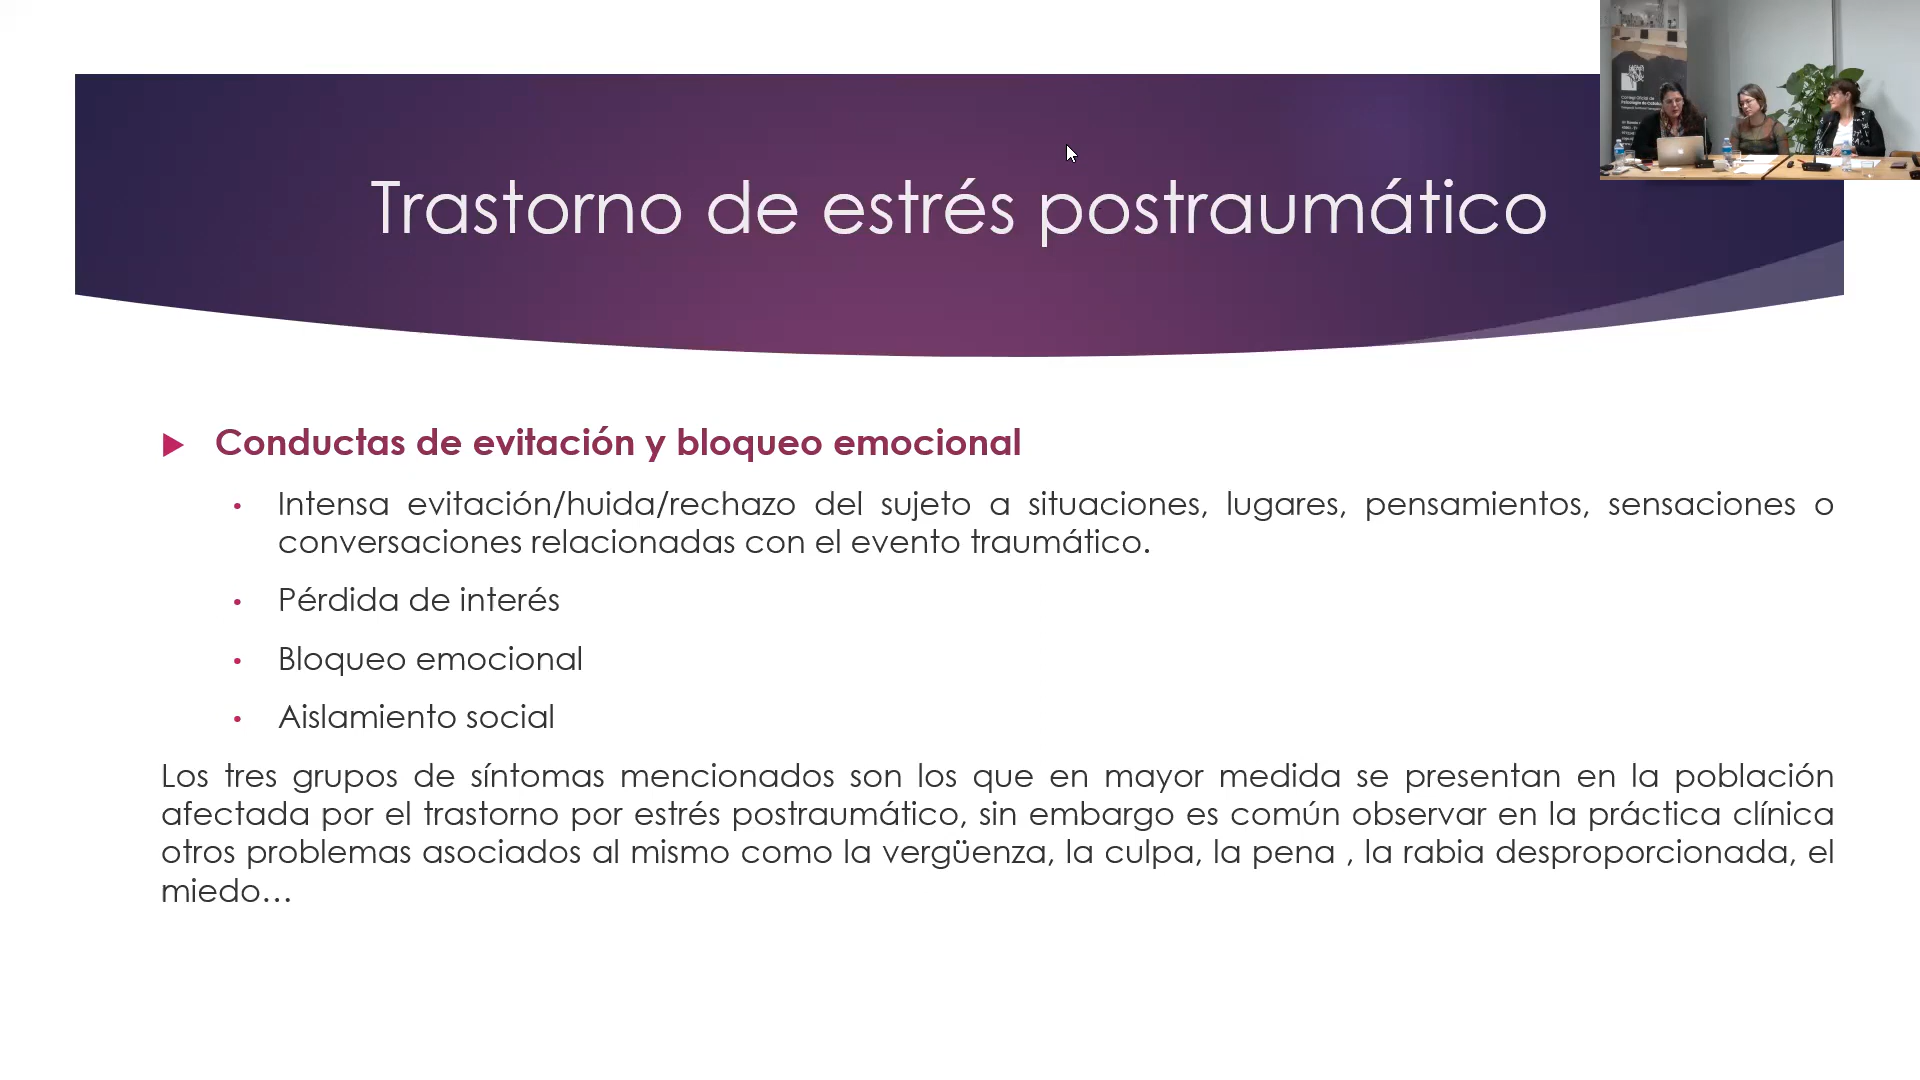 Trastorno de estrés postraumático
Conductas de evitación y bloqueo emocional
Intensa evitación/huida/rechazo del sujeto a situaciones, lugares, pensamientos, sensaciones o
conversaciones relacionadas con el evento traumático.
Pérdida de interés
Bloqueo emocional
Aislamiento social
Los tres grupos de síntomas mencionados son los que en mayor medida se presentan en la población
afectada por el trastorno por estrés postraumático, sin embargo es común observar en la práctica clínica
otros problemas asociados al mismo como la vergüenza, la culpa, la pena , la rabia desproporcionada, el
miedo…